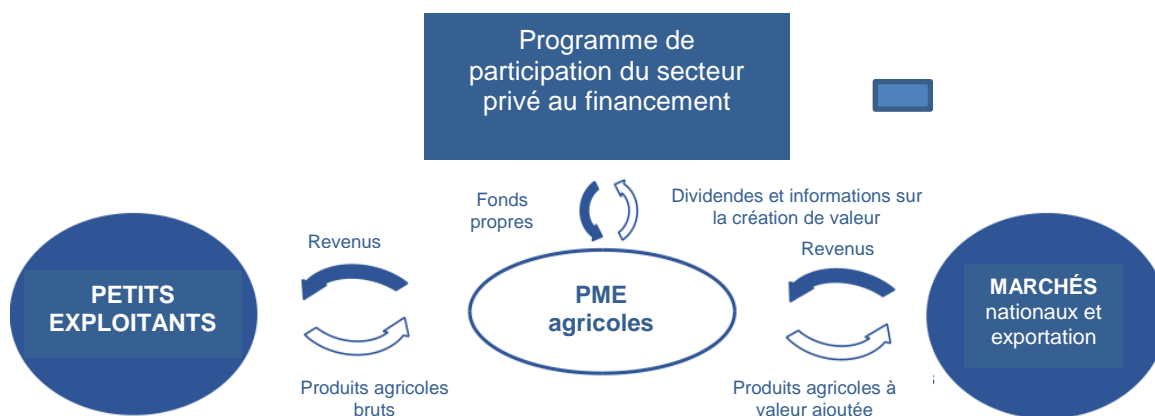 Programme de
participation du secteur
privé au financement
Fonds
propres
Dividendes et informations sur
la création de valeur
Revenus
Revenus
PETITS
EXPLOITANTS
PME
agricoles
MARCHÉS
nationaux et
exportation
Produits agricoles
bruts
Produits agricoles à
valeur ajoutée